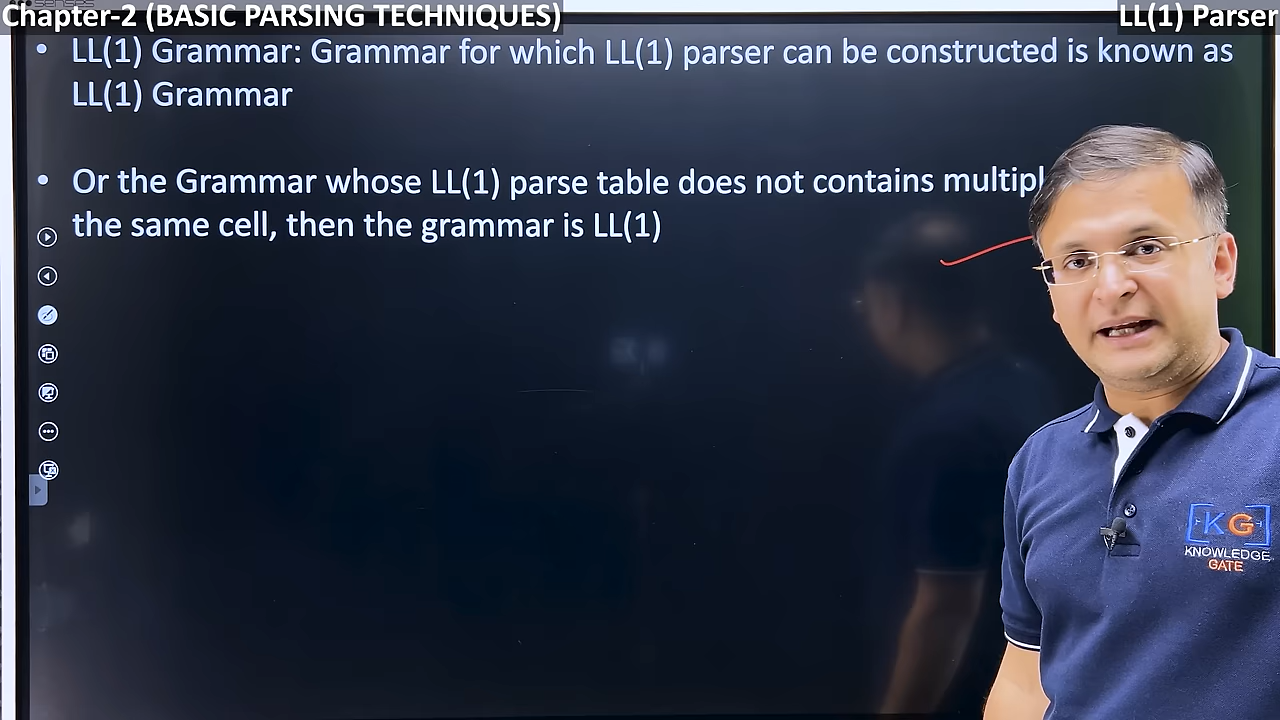 Chapter-2 (BASIC PARSING TECHNIQUES)
LL(1) Parser
• LL(1) Grammar: Grammar for which LL(1) parser can be constructed is known as
LL(1) Grammar
• Or the Grammar whose LL(1) parse table does not contains multipl
the same cell, then the grammar is LL(1)
KG
KNOWLEDGE
GATE